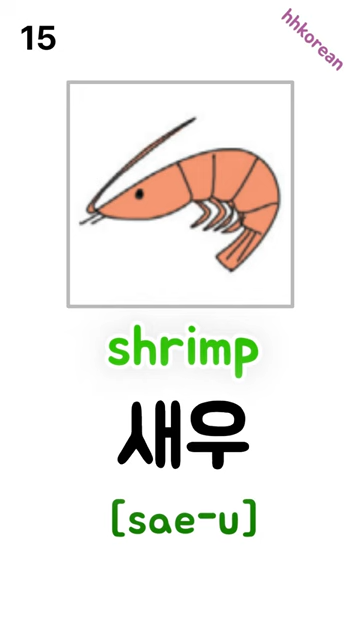 15
hhkorean
shrimp
새우
[sae-u]